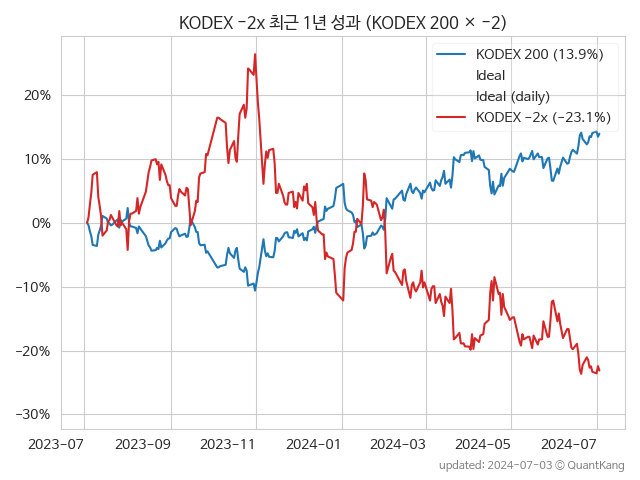 KODEX -2x 최근 1년 성과 (KODEX 200 × -2)
KODEX 200 (13.9%)
Ideal
Ideal (daily)
KODEX -2x (-23.1%)
20%
10%
0%
-10%
-20%
-30%
2023-07
2023-09
2023-11
2024-01
2024-03
2024-05
2024-07
updated: 2024-07-03 © QuantKang